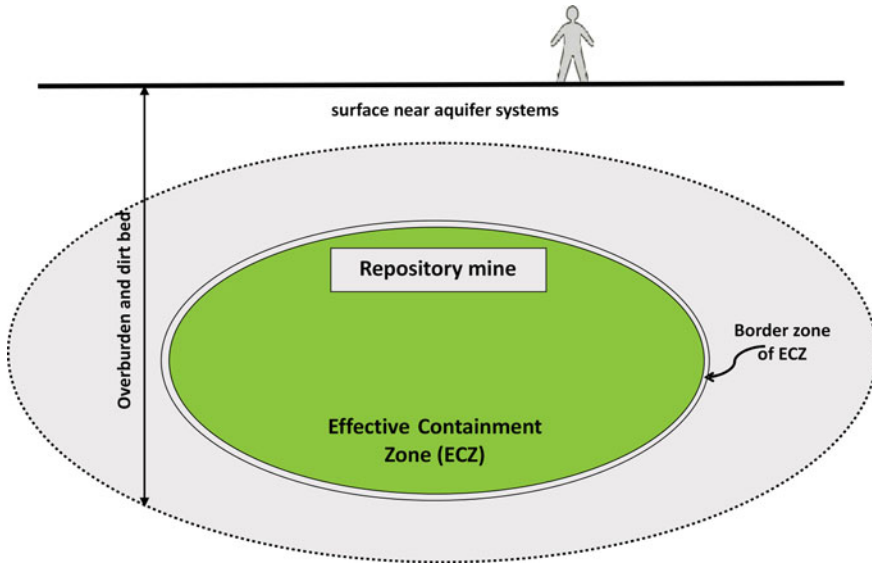 surface near aquifer systems
Overburden and dirt bed
Repository mine
Border zone
of ECZ
Effective Containment
Zone (ECZ)